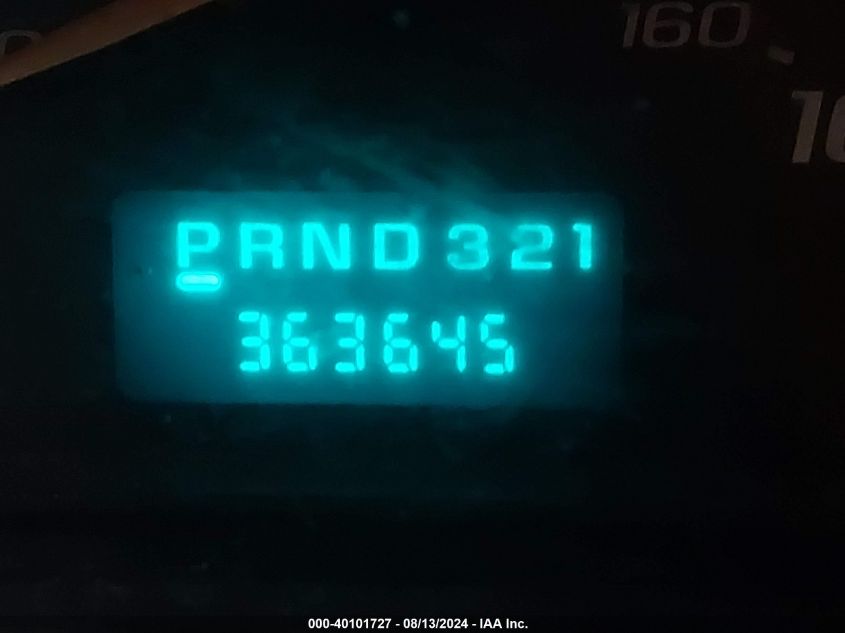 160
PRND321
363645
000-40101727 - 08/13/2024 - IAA Inc.